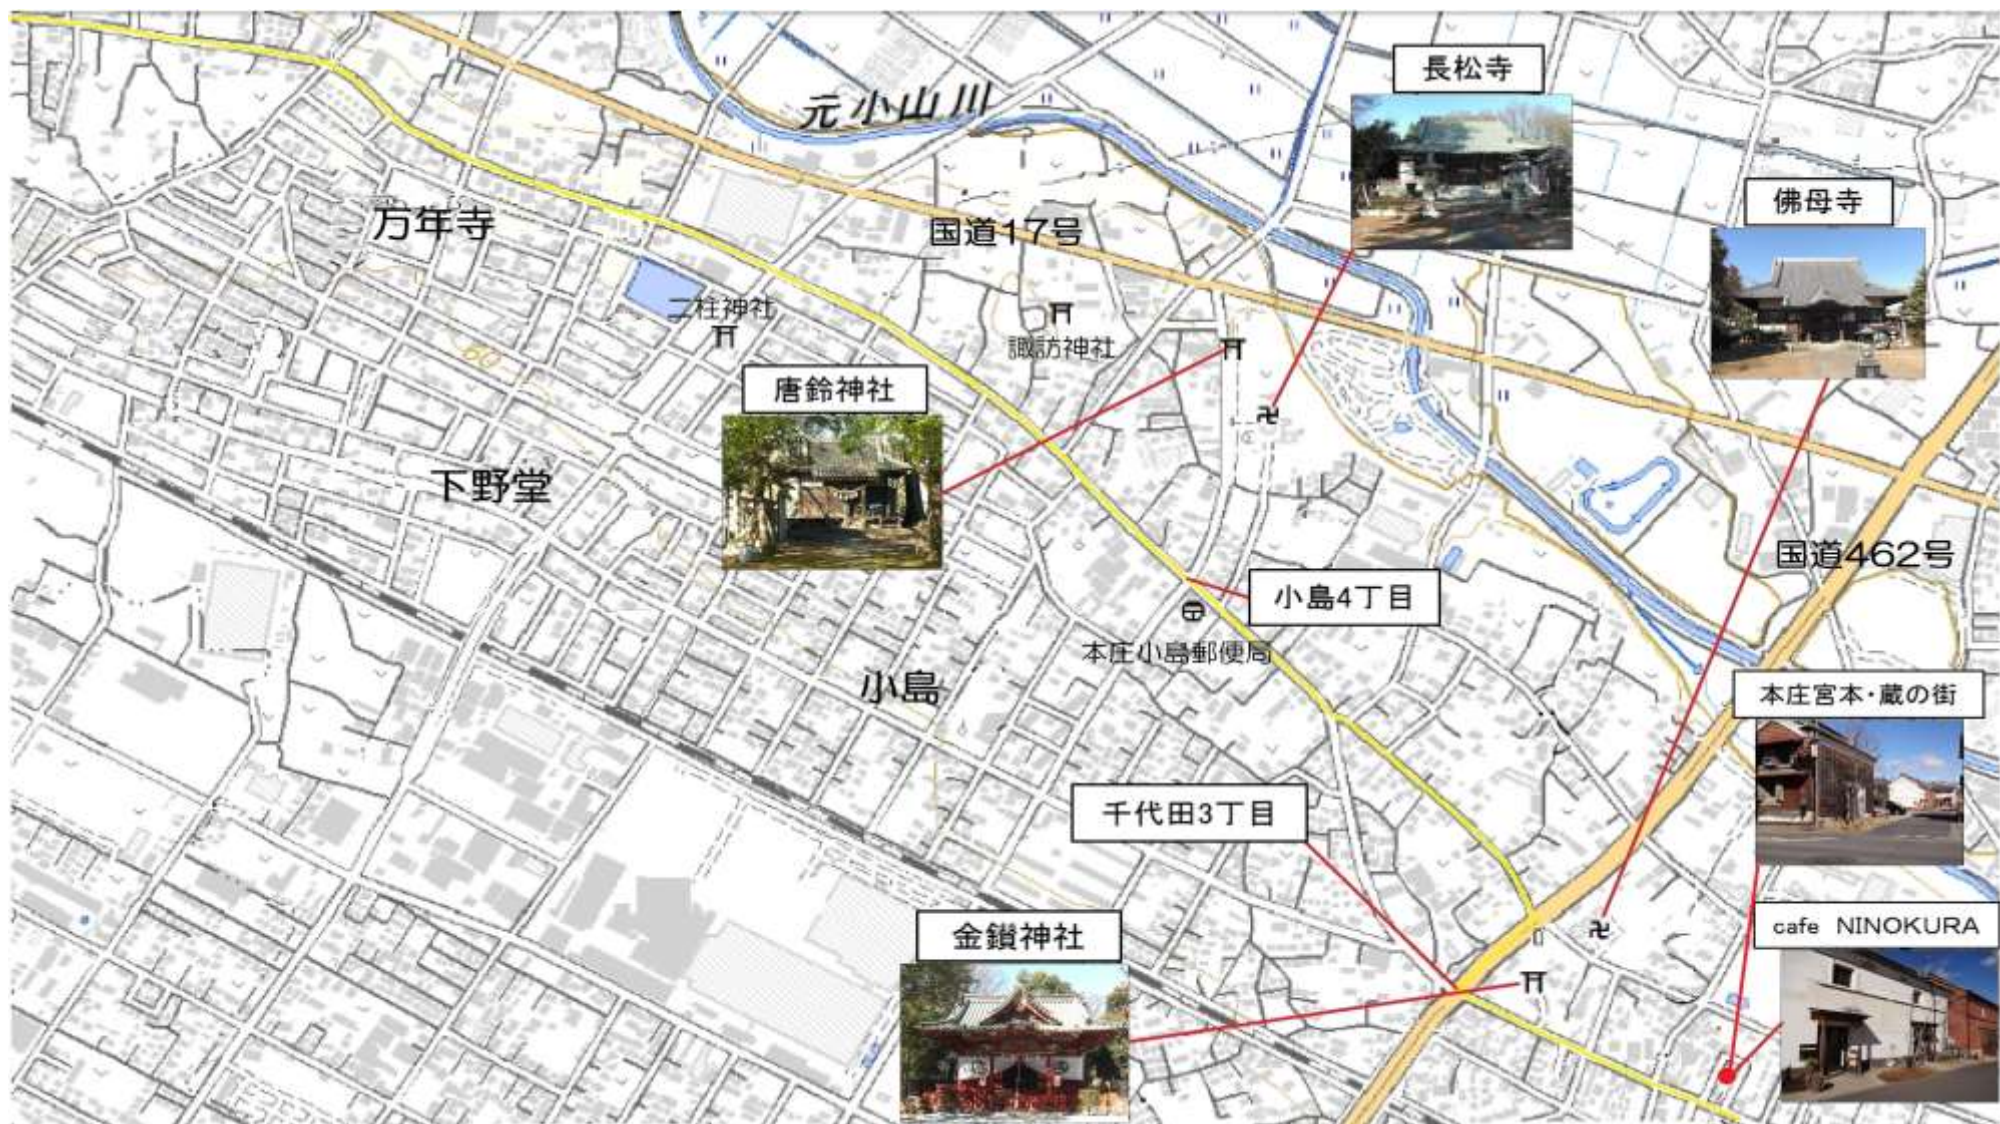 長松寺
元小山川
佛母寺
万年寺
国道17号
二柱神社
諏訪神社
唐鈴神社
60
下野堂
国道462号
小島4丁目
本庄小島郵便局
小島
本庄宮本・蔵の街
千代田3丁目
金鑚神社
cafe NINOKURA